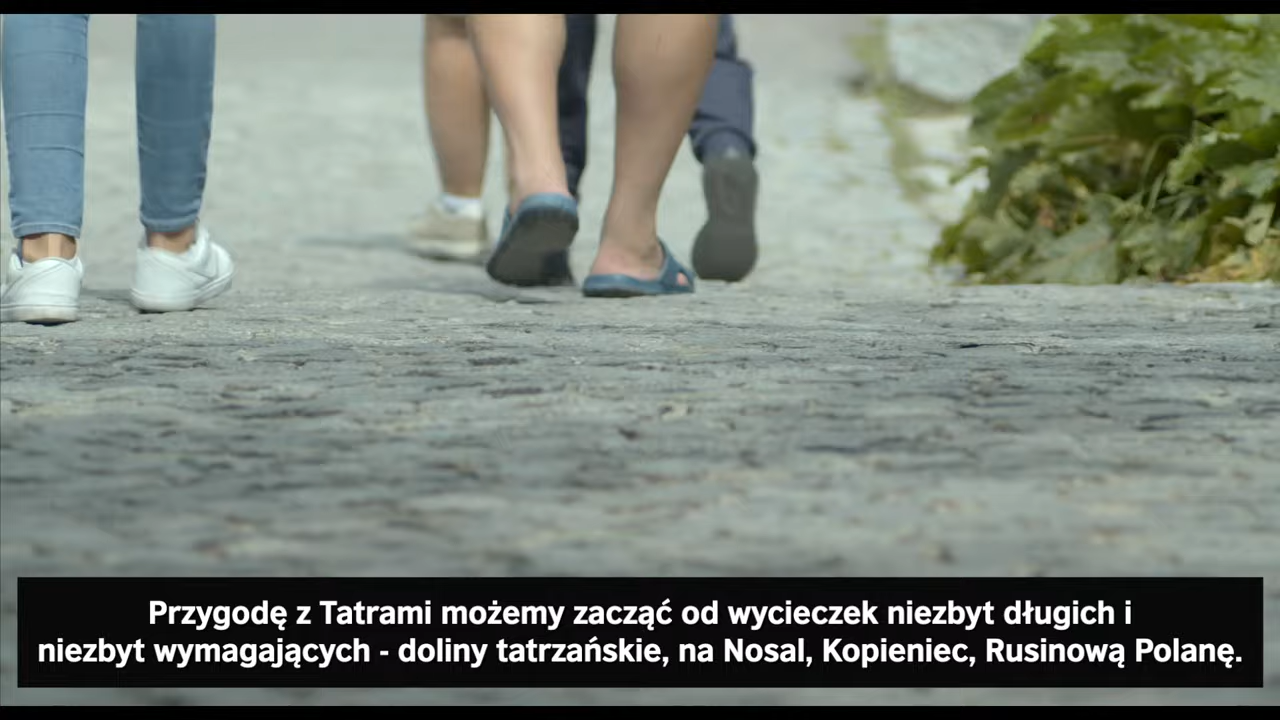 Przygodę z Tatrami możemy zacząć od wycieczek niezbyt długich i
niezbyt wymagających - doliny tatrzańskie, na Nosal, Kopieniec, Rusinową Polanę.